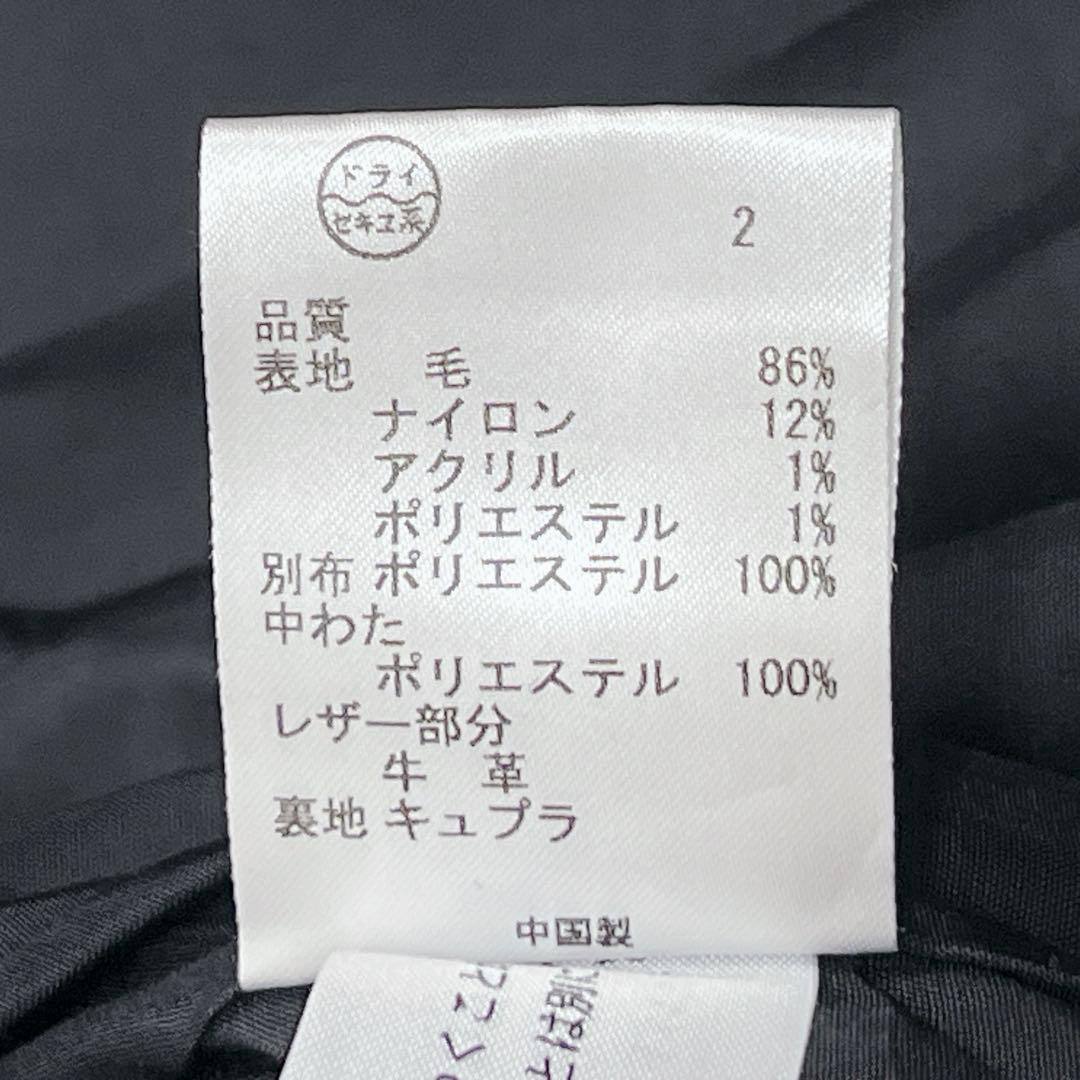 ドライ
セキユ系
2
品質
表地 毛 86%
ナイロン 12%
アクリル 1%
ポリエステル 1%
別布 ポリエステル 100%
中わた
ポリエステル 100%
レザー部分
牛 革
裏地 キュプラ
中国製